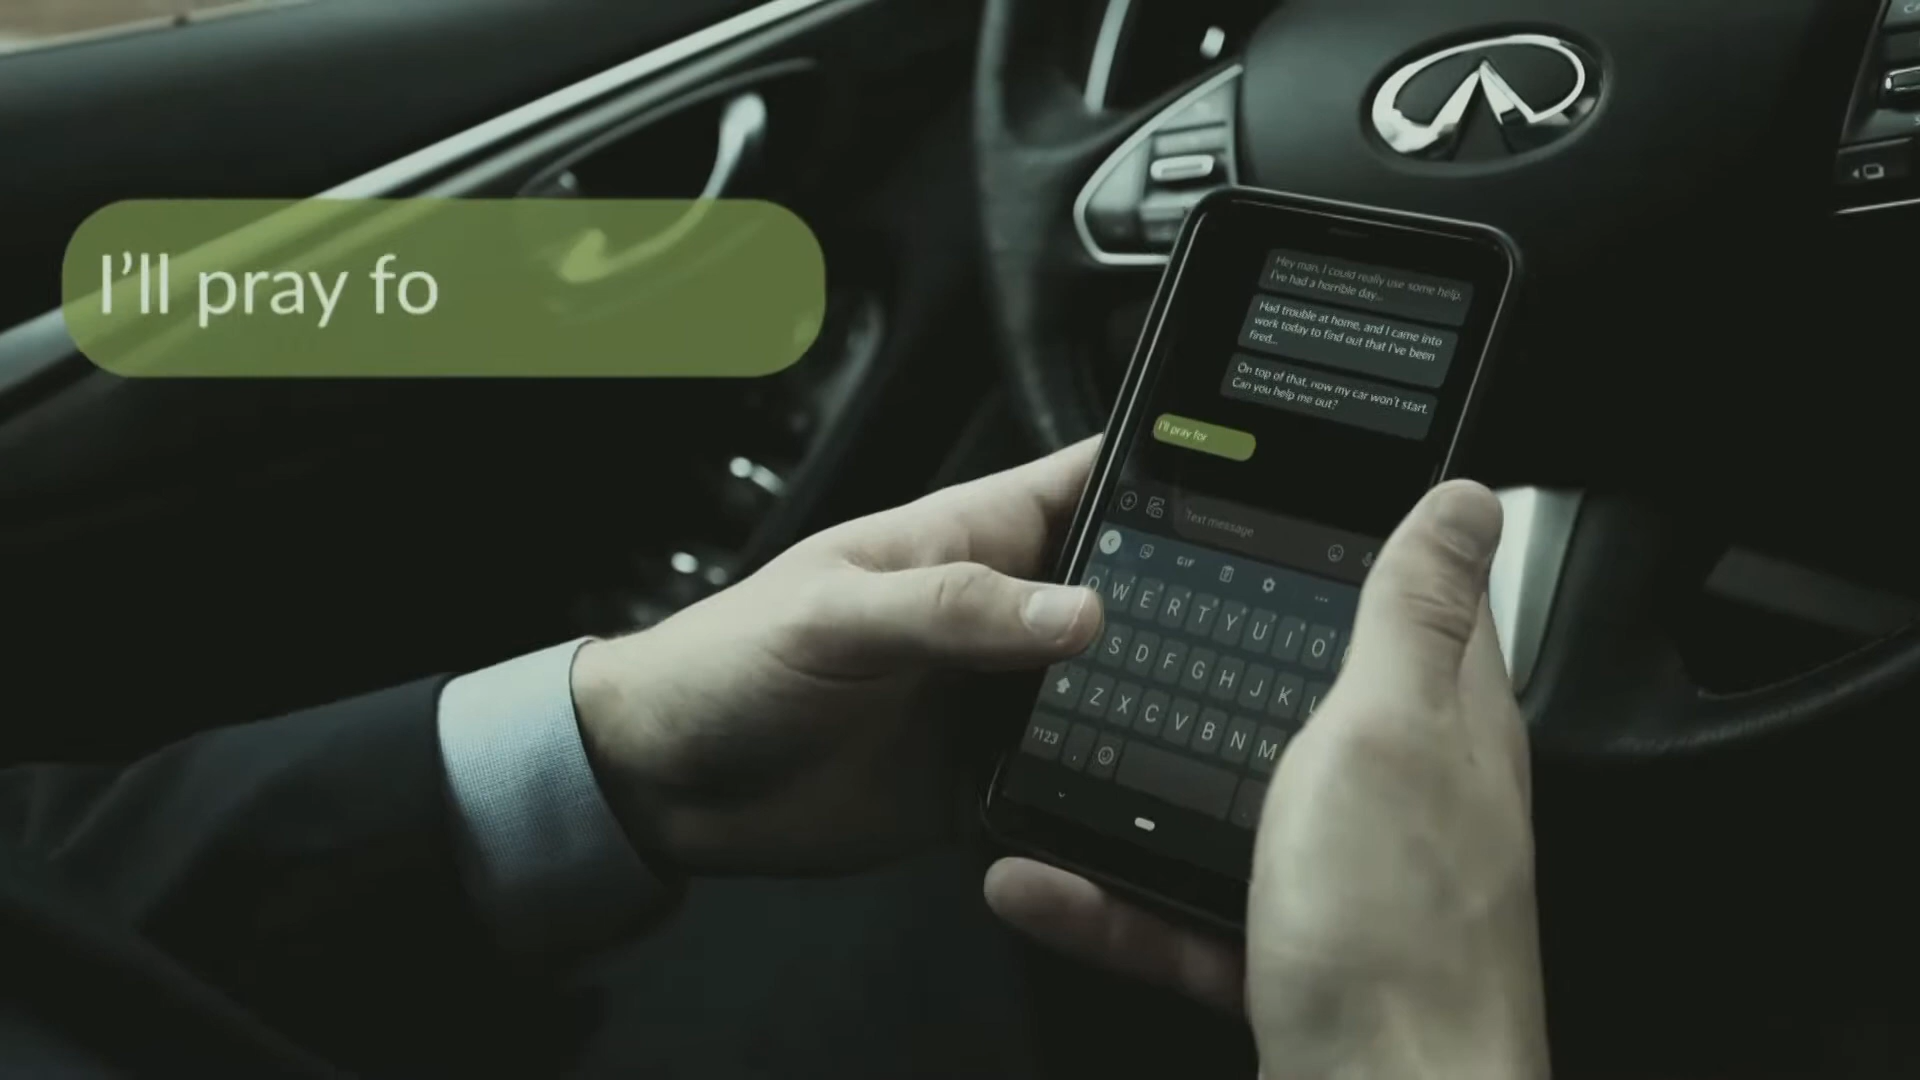 I'll pray fo
Hey man, I could really use some help.
I've had a horrible day...
Had trouble at home, and I came into
work today to find out that I've been
fired...
On top of that, now my car won't start.
Can you help me out?
I'll pray for
Text message
GIF
Q W E R T Y U I O
S D F G H J K L
Z X C V B N M
?123 ,